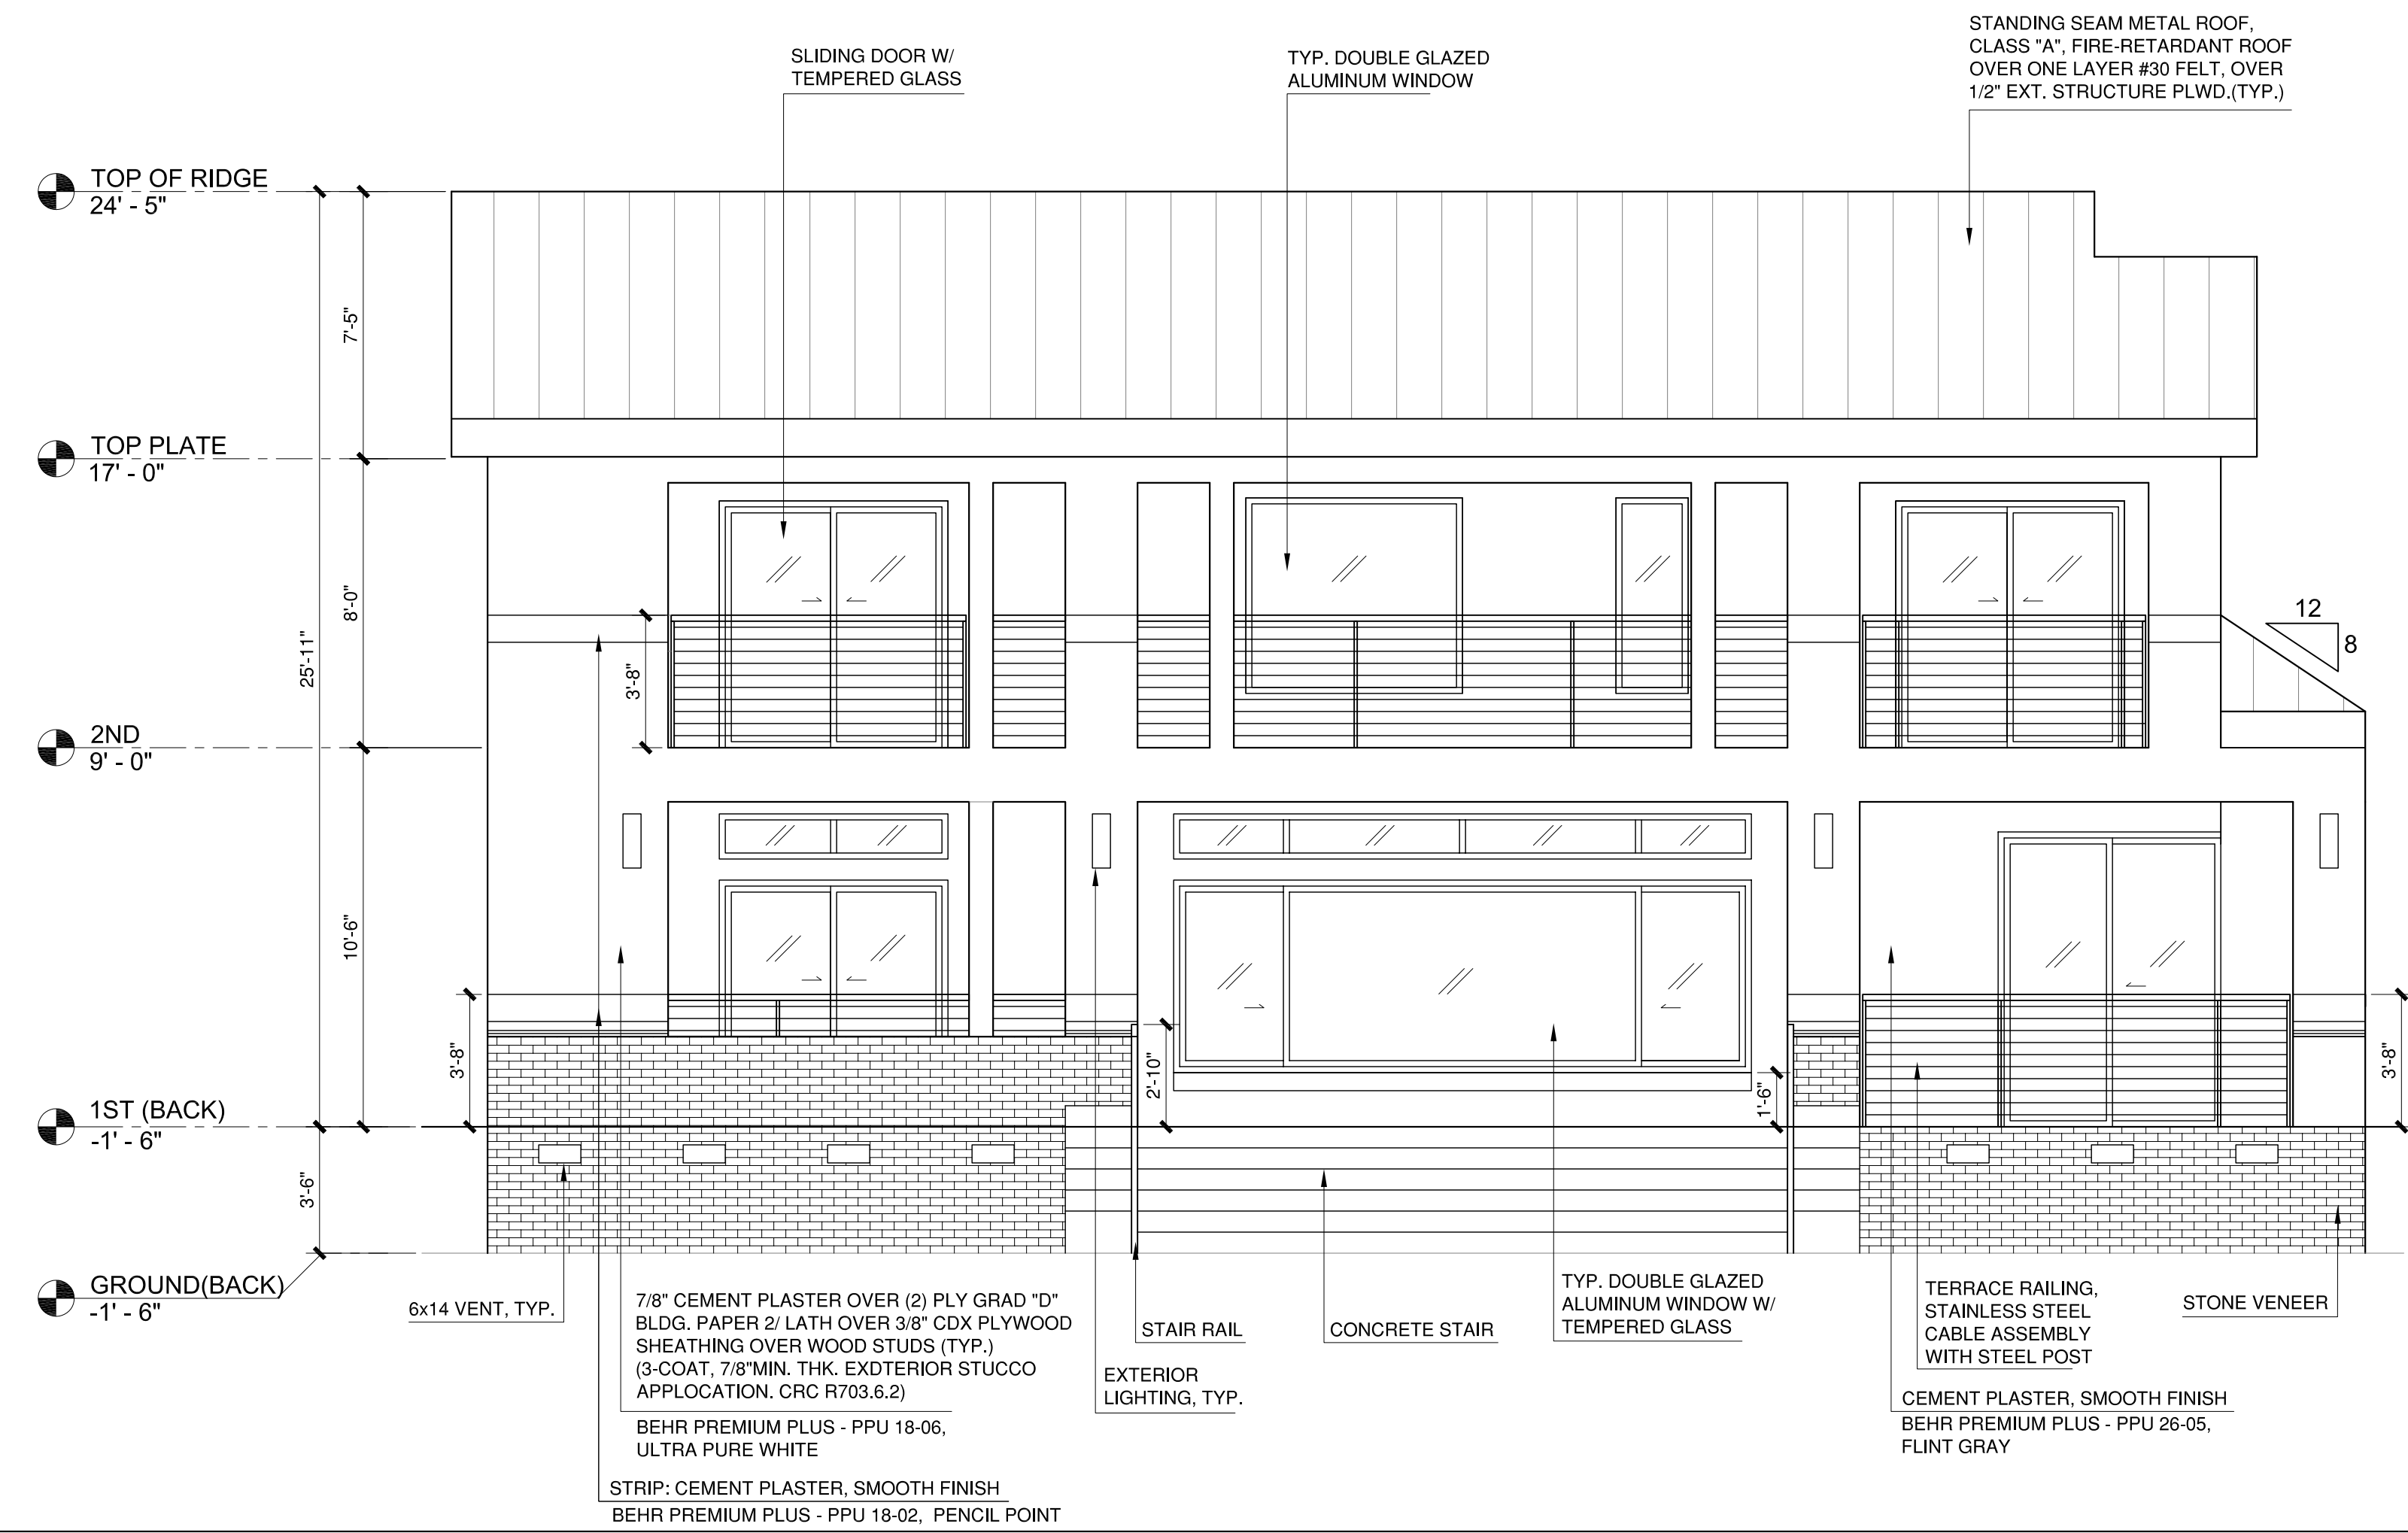 SLIDING DOOR W/
TEMPERED GLASS
TYP. DOUBLE GLAZED
ALUMINUM WINDOW
STANDING SEAM METAL ROOF,
CLASS "A", FIRE-RETARDANT ROOF
OVER ONE LAYER #30 FELT, OVER
1/2" EXT. STRUCTURE PLWD.(TYP.)
TOP OF RIDGE
24' - 5"
7'-5"
TOP PLATE
17' - 0"
8'-0"
25'-11"
3'-8"
12
8
2ND
9' - 0"
10'-6"
3'-8"
2'-10"
1'-6"
3'-8"
1ST (BACK)
-1' - 6"
3'-6"
GROUND(BACK)
-1' - 6"
6x14 VENT, TYP.
7/8" CEMENT PLASTER OVER (2) PLY GRAD "D"
BLDG. PAPER 2/ LATH OVER 3/8" CDX PLYWOOD
SHEATHING OVER WOOD STUDS (TYP.)
(3-COAT, 7/8"MIN. THK. EXDTERIOR STUCCO
APPLOCATION. CRC R703.6.2)
BEHR PREMIUM PLUS - PPU 18-06,
ULTRA PURE WHITE
STRIP: CEMENT PLASTER, SMOOTH FINISH
BEHR PREMIUM PLUS - PPU 18-02, PENCIL POINT
STAIR RAIL
EXTERIOR
LIGHTING, TYP.
CONCRETE STAIR
TYP. DOUBLE GLAZED
ALUMINUM WINDOW W/
TEMPERED GLASS
TERRACE RAILING,
STAINLESS STEEL
CABLE ASSEMBLY
WITH STEEL POST
STONE VENEER
CEMENT PLASTER, SMOOTH FINISH
BEHR PREMIUM PLUS - PPU 26-05,
FLINT GRAY